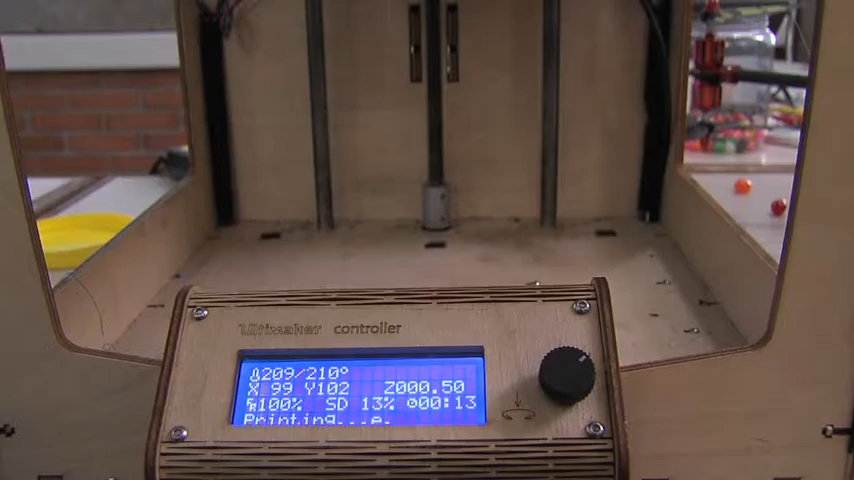 Ultimaker controller
209/210°
X 99 Y102 Z000.50
100% SD 13% 00:13
Printing...e.